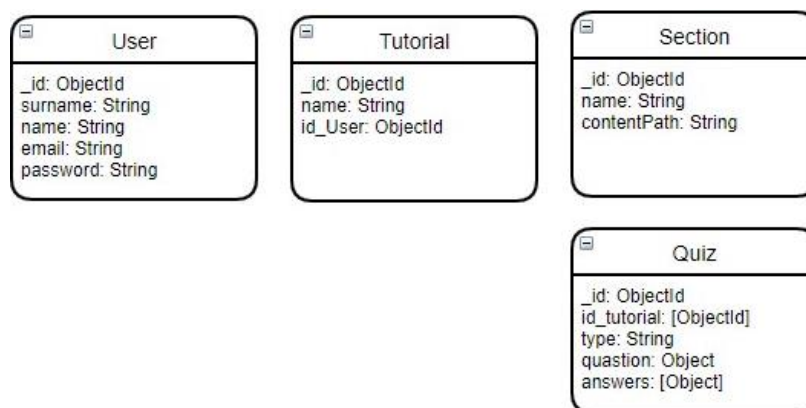 User
_id: ObjectId
surname: String
name: String
email: String
password: String
Tutorial
_id: ObjectId
name: String
id_User: ObjectId
Section
_id: ObjectId
name: String
contentPath: String
Quiz
_id: ObjectId
id_tutorial: [ObjectId]
type: String
quastion: Object
answers: [Object]